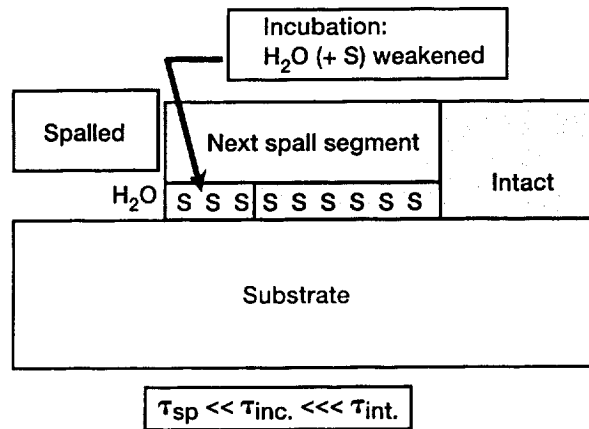 Incubation:
H₂O (+ S) weakened
Spalled
Next spall segment
Intact
H₂O
S S S S S S S S S
Substrate
τsp << τinc. <<< τint.